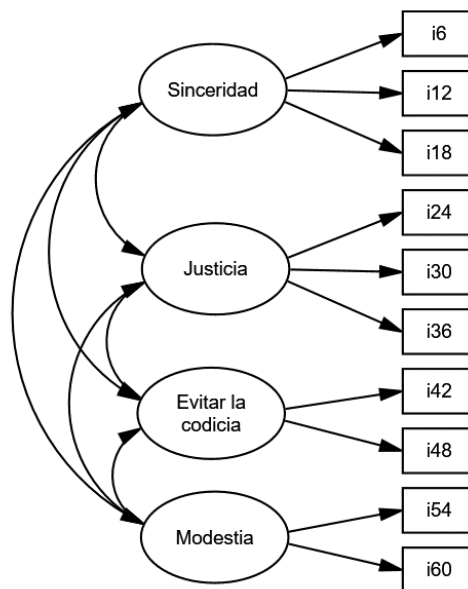 i6
Sinceridad
i12
i18
i24
Justicia
i30
i36
Evitar la
codicia
i42
i48
i54
Modestia
i60